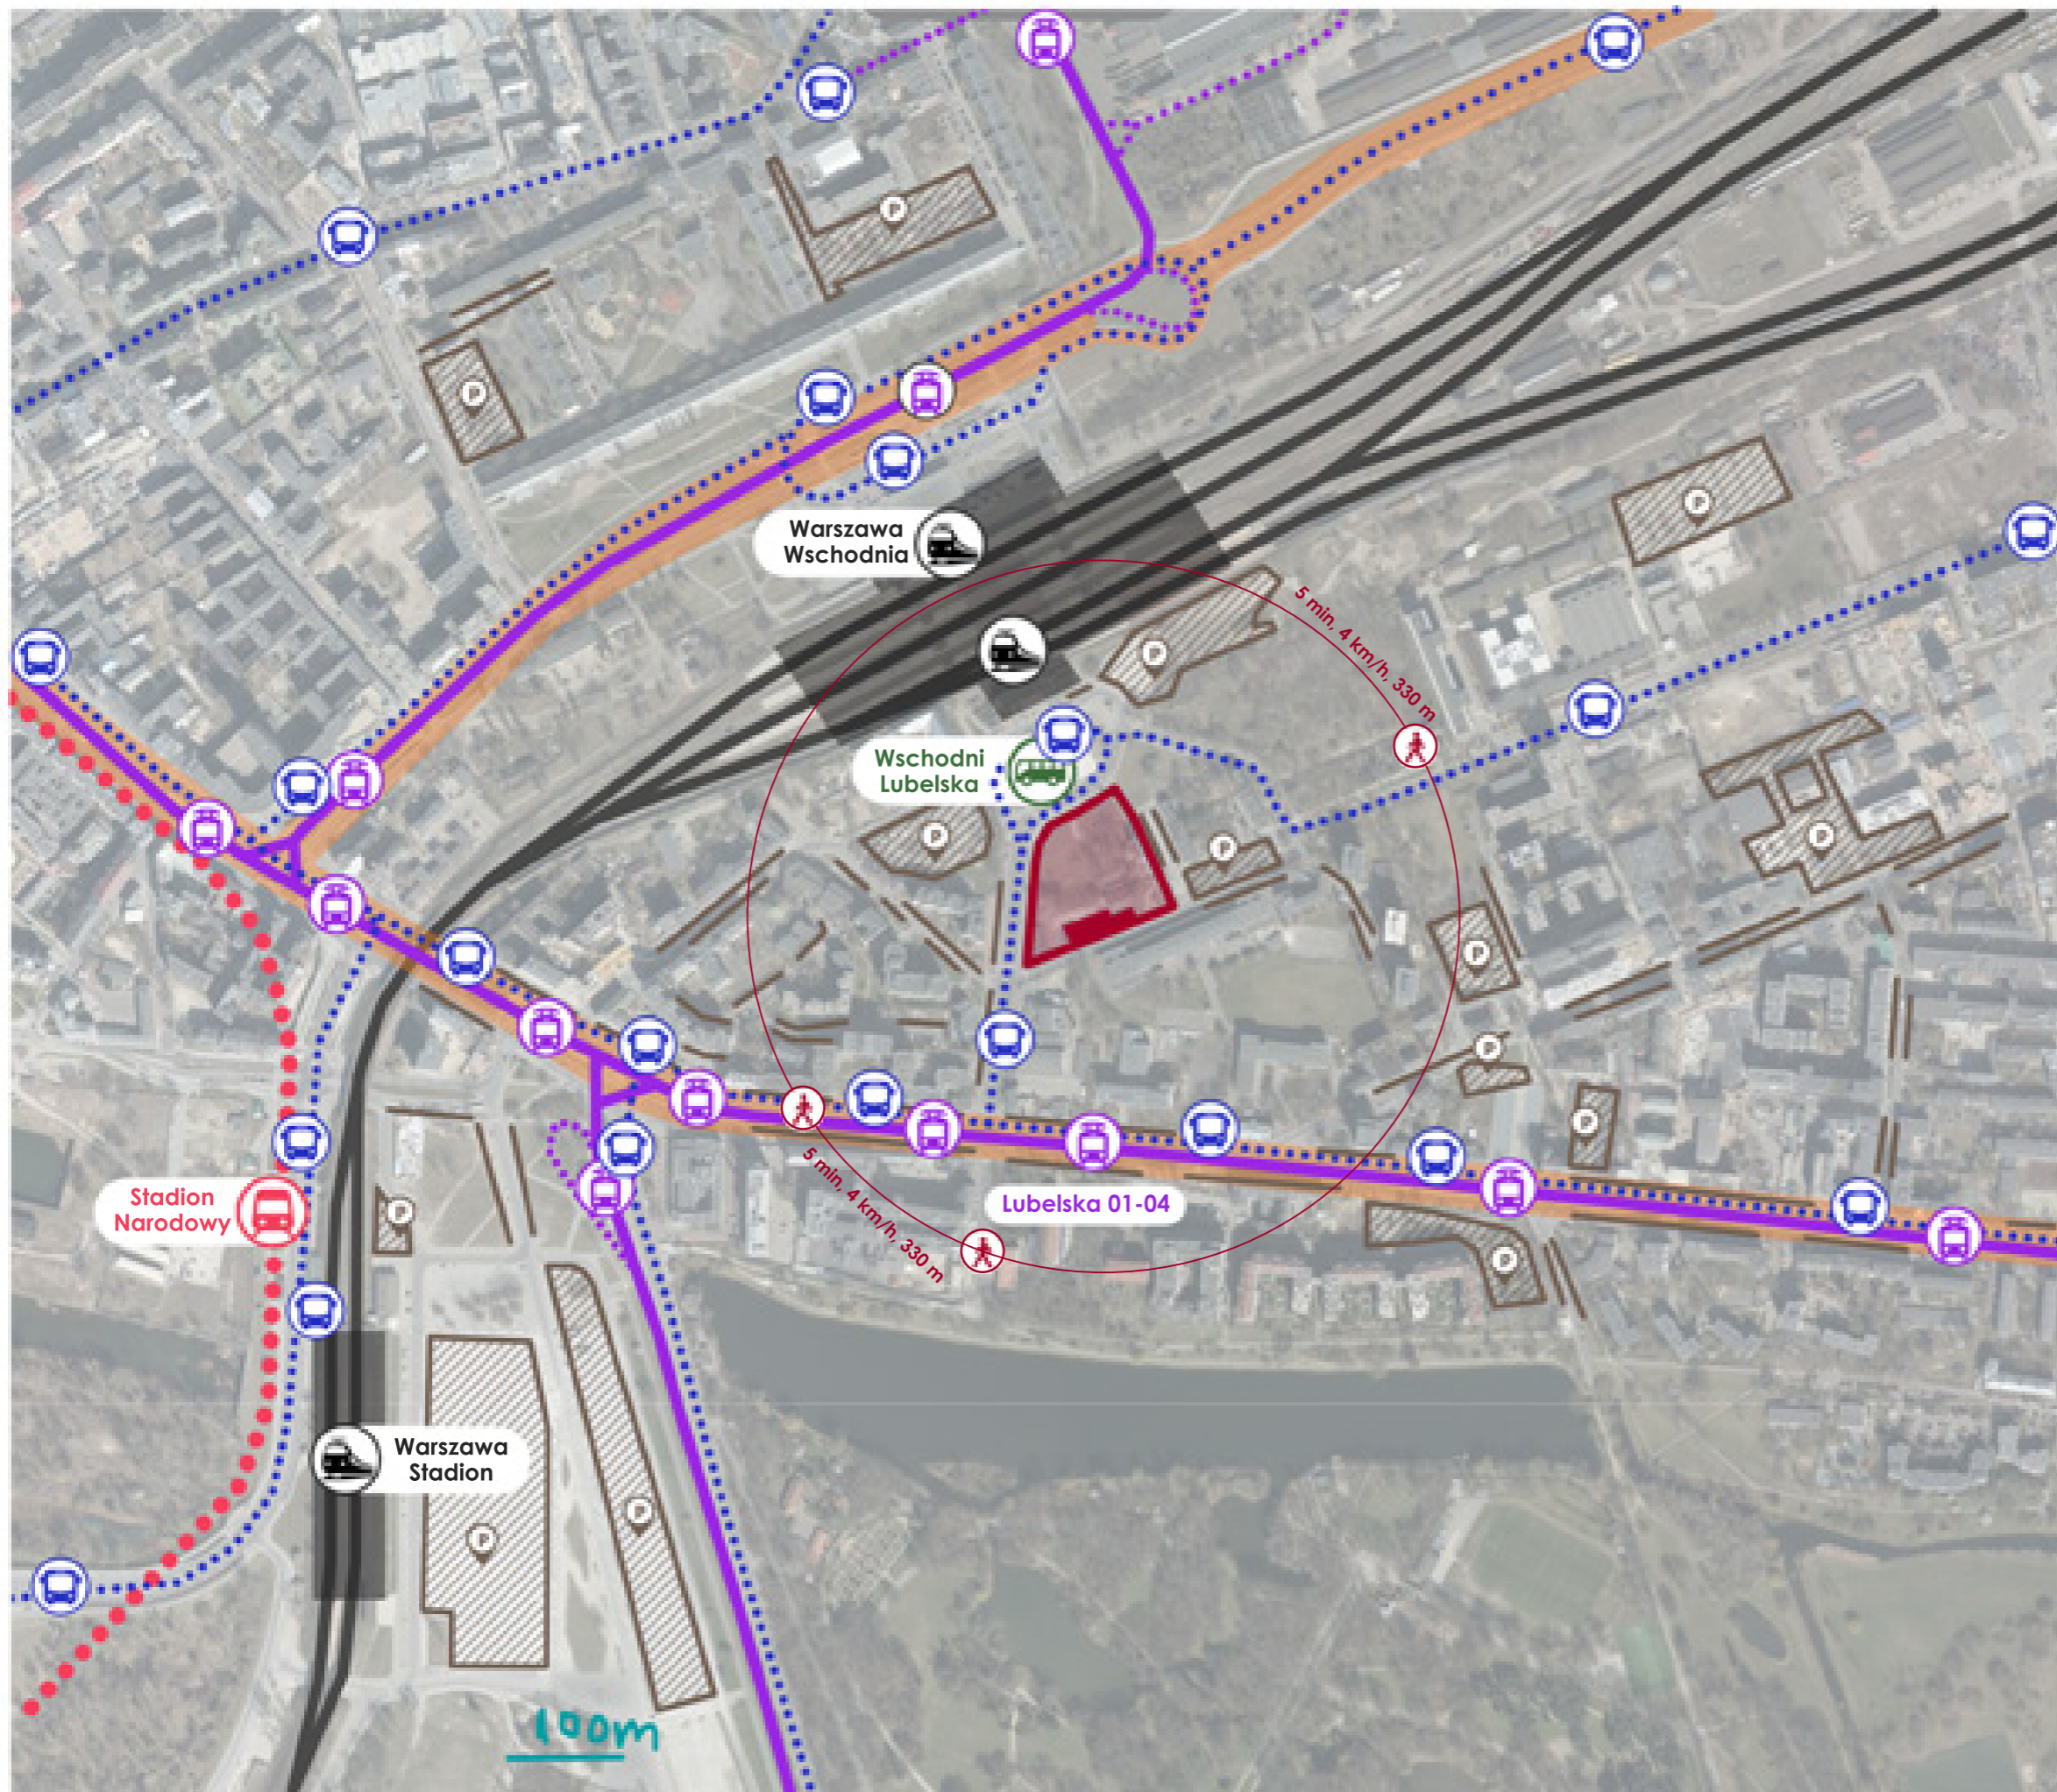 P
P
Warszawa
Wschodnia
P
5 min, 4 km/h, 330 m
P
Wschodni
Lubelska
P
P
P
P
P
P
Stadion
Narodowy
P
5 min, 4 km/h, 330 m
Lubelska 01-04
P
Warszawa
Stadion
P
P
100m